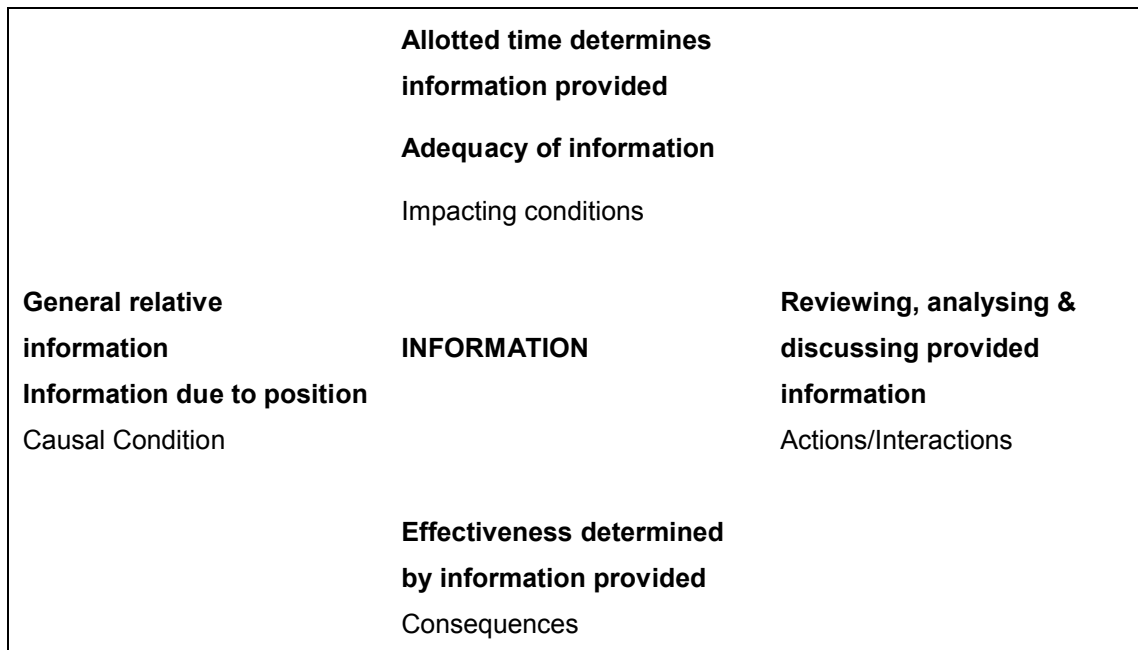 Allotted time determines
information provided
Adequacy of information
Impacting conditions
General relative
information
Information due to position
Causal Condition
INFORMATION
Reviewing, analysing &
discussing provided
information
Actions/Interactions
Effectiveness determined
by information provided
Consequences